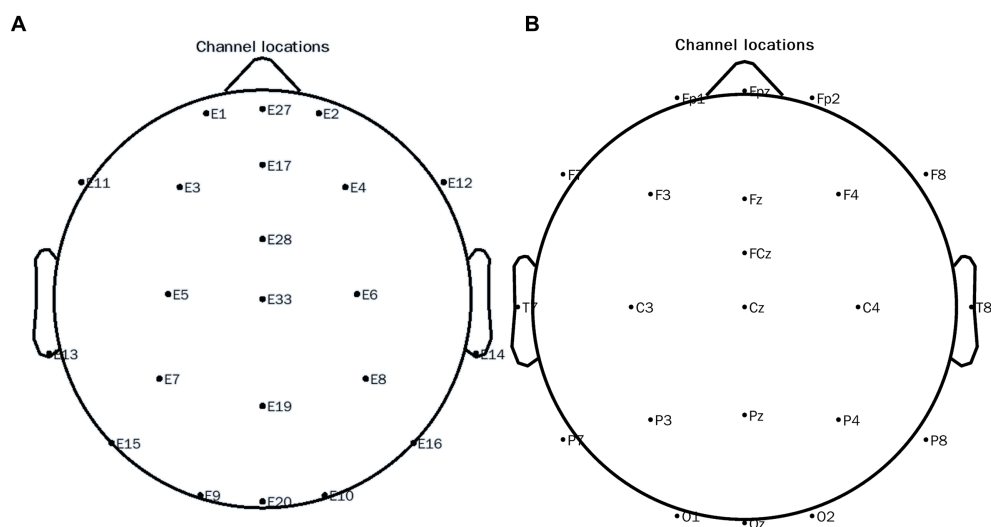 A
Channel locations
E27
E1
E2
E17
E11
E12
E3
E4
E28
E5
E6
E33
E13
E14
E7
E8
E19
E15
E16
E9
E10
E20
B
Channel locations
Fpz
Fp1
Fp2
F7
F8
F3
F4
Fz
FCz
T7
C3
Cz
C4
T8
Pz
P3
P4
P7
P8
O1
O2
Oz